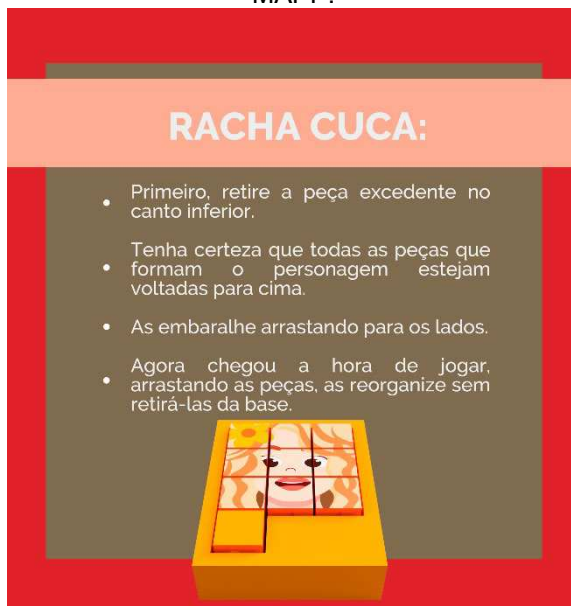 RACHA CUCA:
Primeiro, retire a peça excedente no
canto inferior.
Tenha certeza que todas as peças que
formam o personagem estejam
voltadas para cima.
As embaralhe arrastando para os lados.
Agora chegou a hora de jogar,
arrastando as peças, as reorganize sem
retirá-las da base.